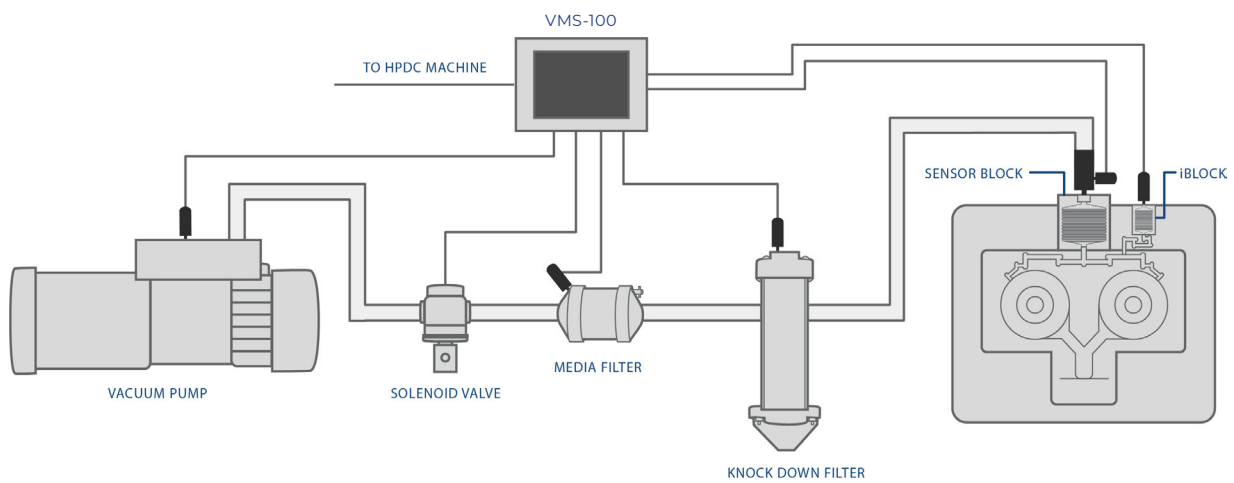 VMS-100
TO HPDC MACHINE
SENSOR BLOCK
iBLOCK
MEDIA FILTER
VACUUM PUMP
SOLENOID VALVE
KNOCK DOWN FILTER